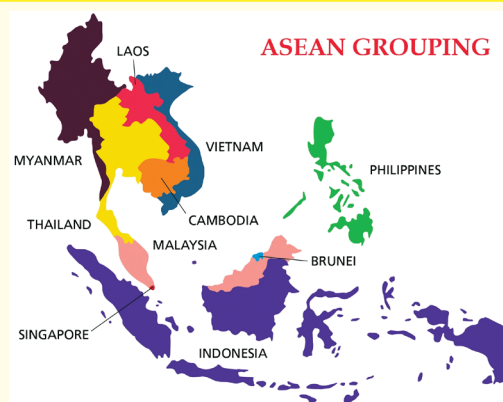 ASEAN GROUPING
LAOS
MYANMAR
VIETNAM
PHILIPPINES
THAILAND
CAMBODIA
MALAYSIA
BRUNEI
SINGAPORE
INDONESIA